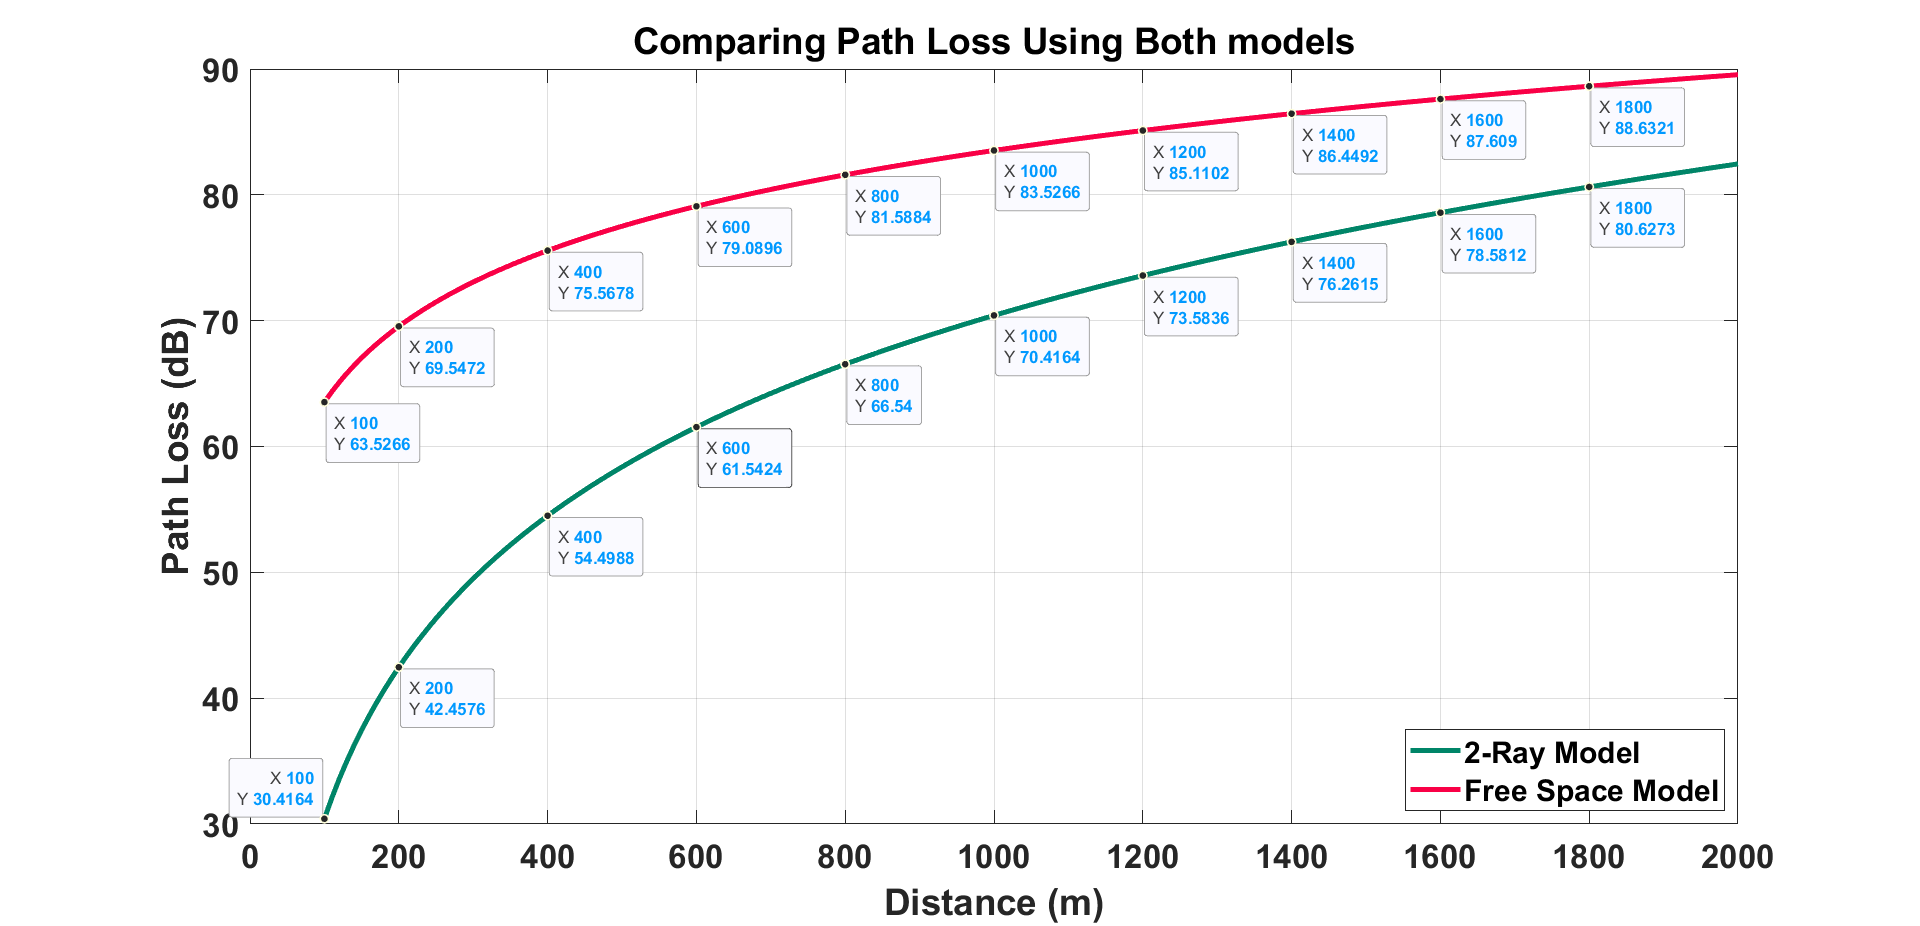 Comparing Path Loss Using Both models
Path Loss (dB)
90
80
70
60
50
40
30
X 100
Y 63.5266
X 200
Y 69.5472
X 400
Y 75.5678
X 600
Y 79.0896
X 800
Y 81.5884
X 1000
Y 83.5266
X 1200
Y 85.1102
X 1400
Y 86.4492
X 1600
Y 87.609
X 1800
Y 88.6321
X 100
Y 30.4164
X 200
Y 42.4576
X 400
Y 54.4988
X 600
Y 61.5424
X 800
Y 66.54
X 1000
Y 70.4164
X 1200
Y 73.5836
X 1400
Y 76.2615
X 1600
Y 78.5812
X 1800
Y 80.6273
2-Ray Model
Free Space Model
0 200 400 600 800 1000 1200 1400 1600 1800 2000
Distance (m)